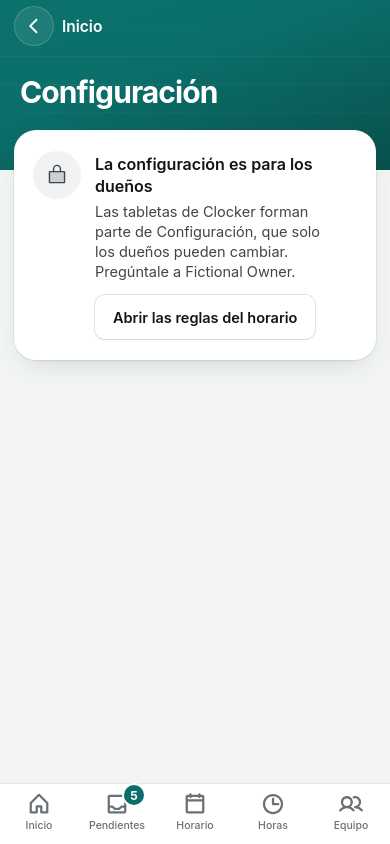 Inicio
Configuración
La configuración es para los
dueños
Las tabletas de Clocker forman
parte de Configuración, que solo
los dueños pueden cambiar.
Pregúntale a Fictional Owner.
Abrir las reglas del horario
5
Inicio
Pendientes
Horario
Horas
Equipo